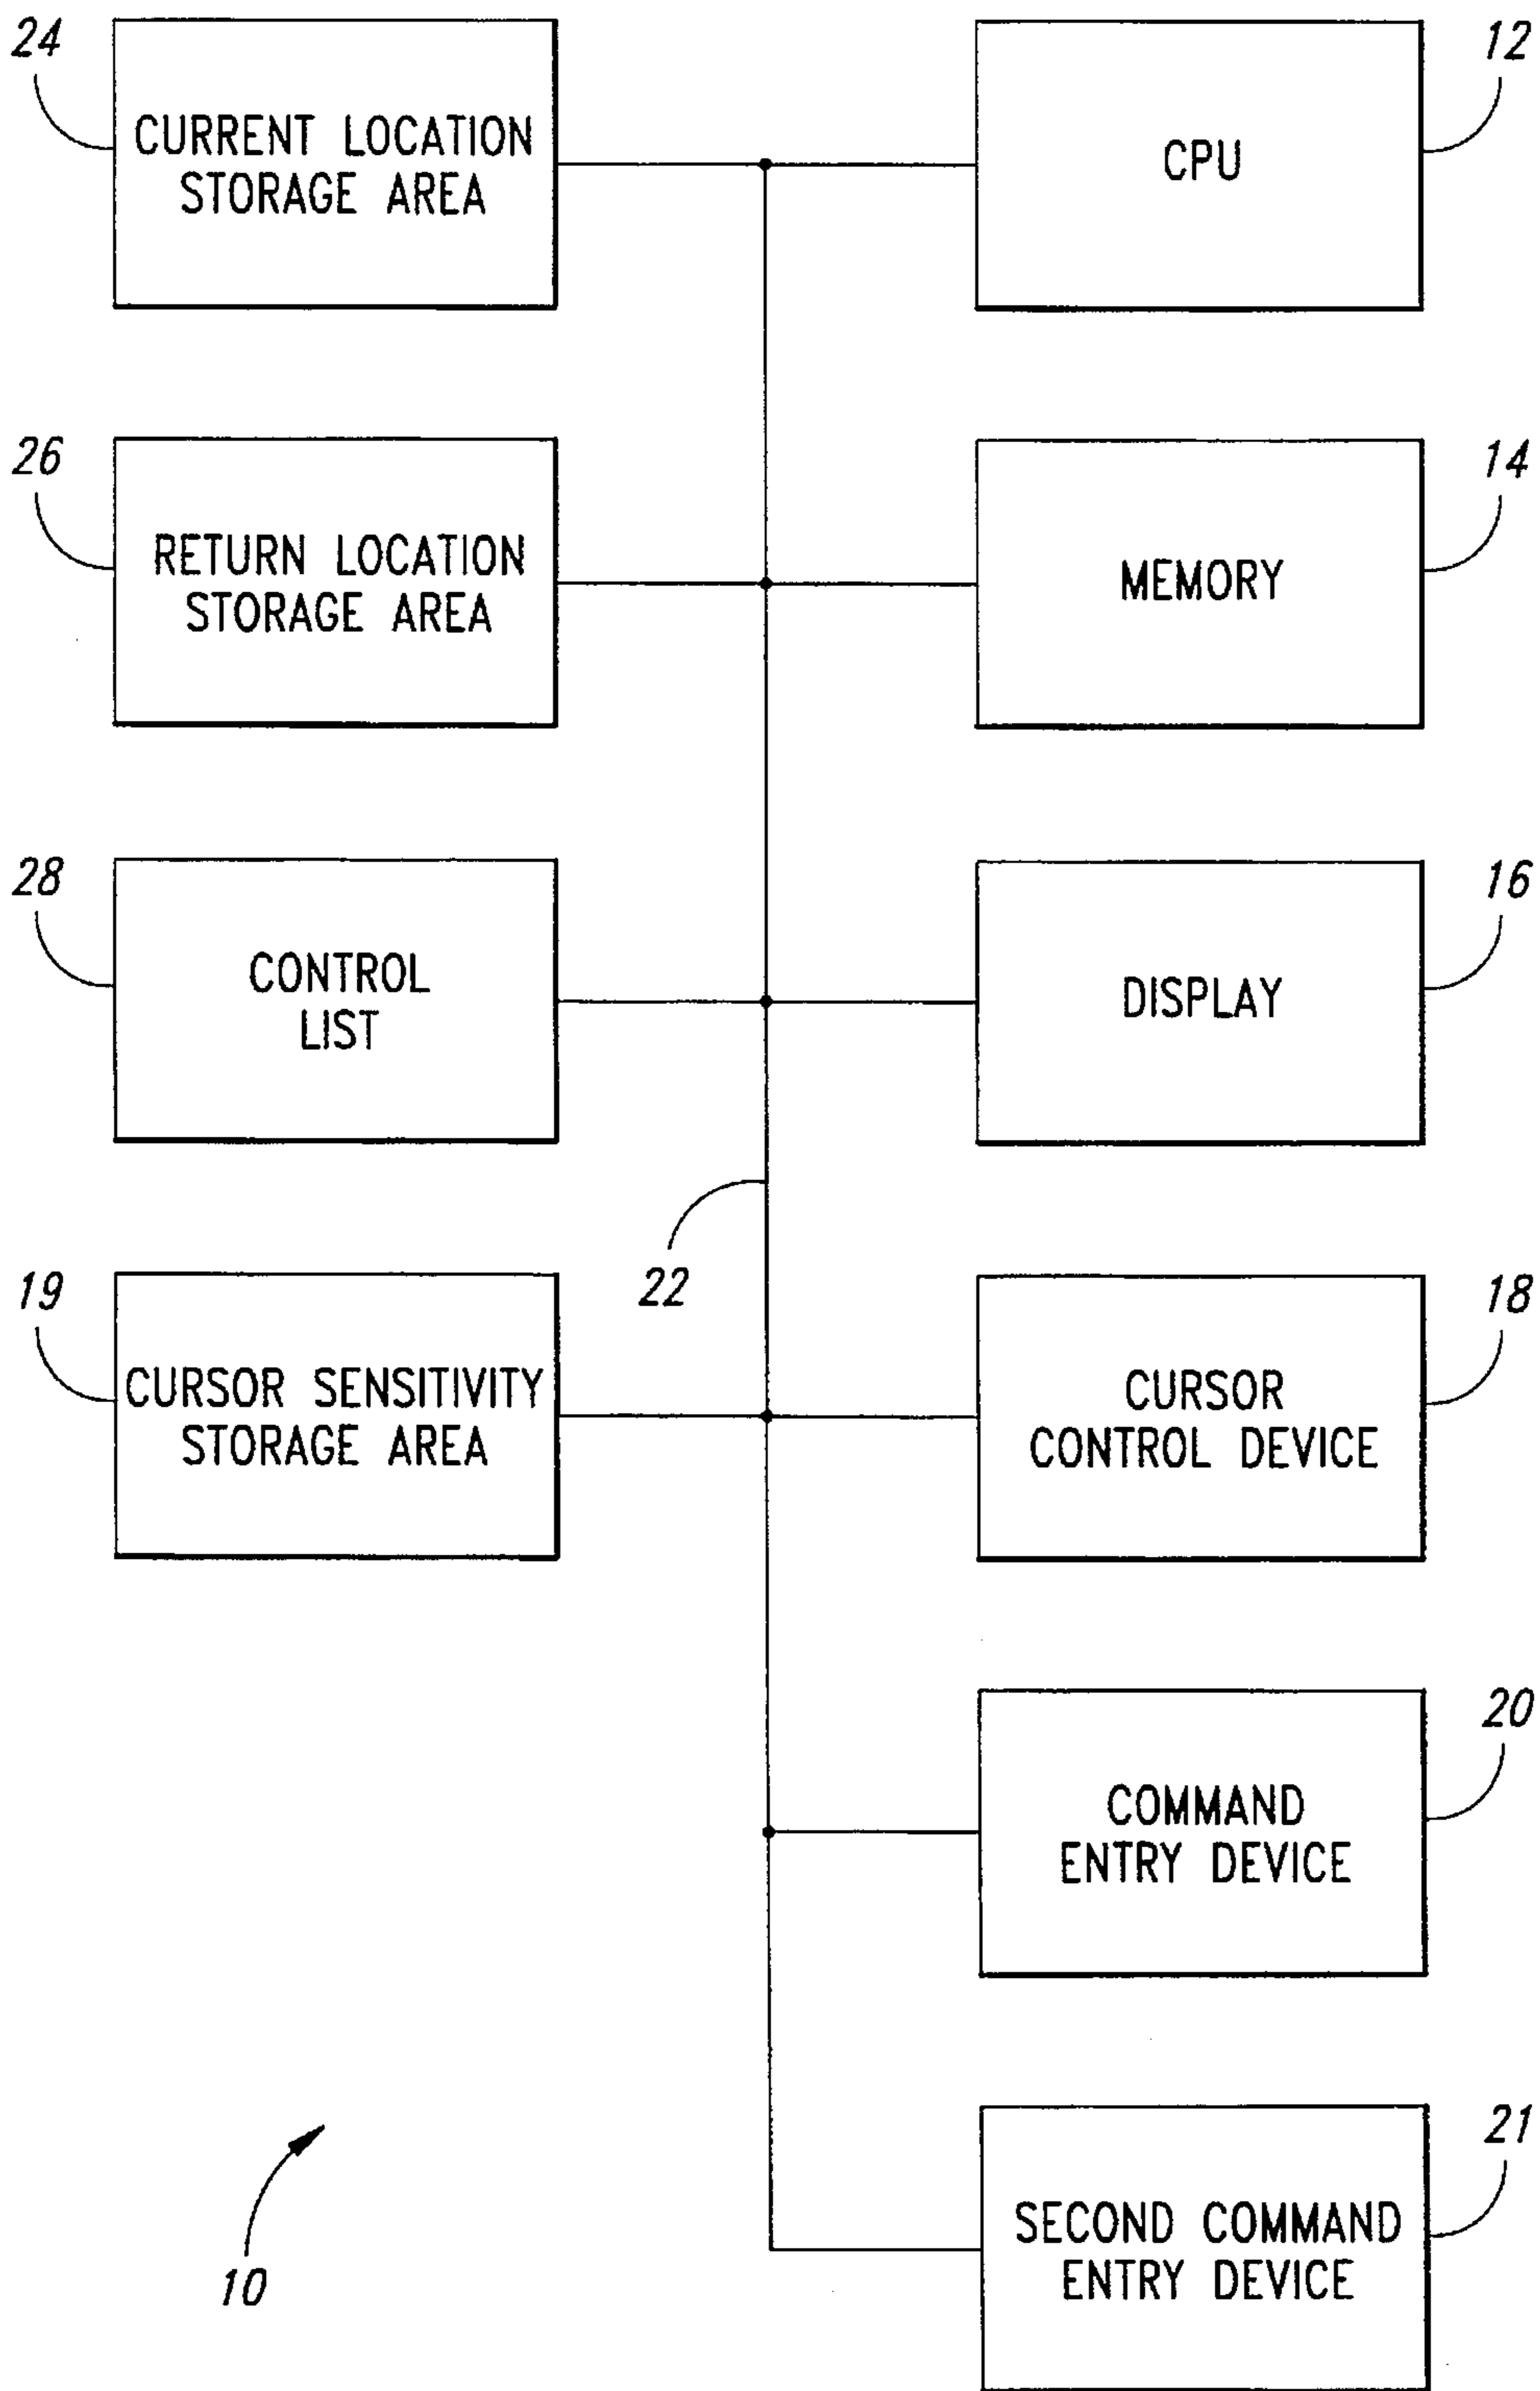 24
CURRENT LOCATION
STORAGE AREA
12
CPU
26
RETURN LOCATION
STORAGE AREA
14
MEMORY
28
CONTROL
LIST
16
DISPLAY
22
19
CURSOR SENSITIVITY
STORAGE AREA
18
CURSOR
CONTROL DEVICE
20
COMMAND
ENTRY DEVICE
21
SECOND COMMAND
ENTRY DEVICE
10